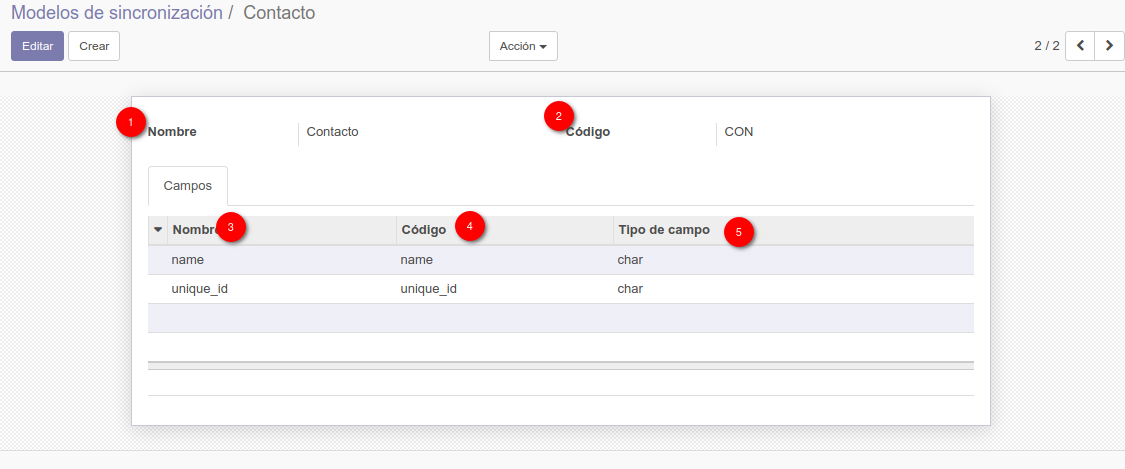 Modelos de sincronización / Contacto
Editar Crear Acción 2 / 2
1 2
Nombre Contacto Código CON
Campos
Nombre 3 Código 4 Tipo de campo 5
name name char
unique_id unique_id char